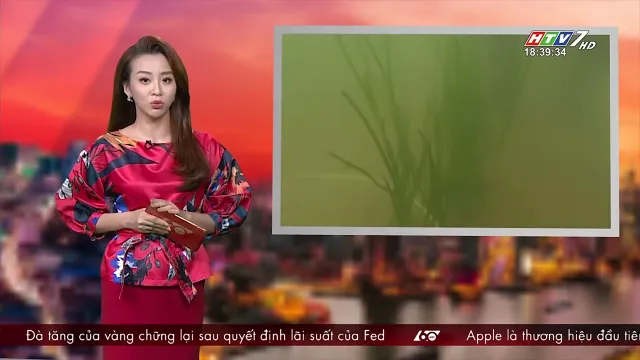 HTV7 HD
18:39:34
Đà tăng của vàng chững lại sau quyết định lãi suất của Fed 60 Apple là thương hiệu đầu tiê